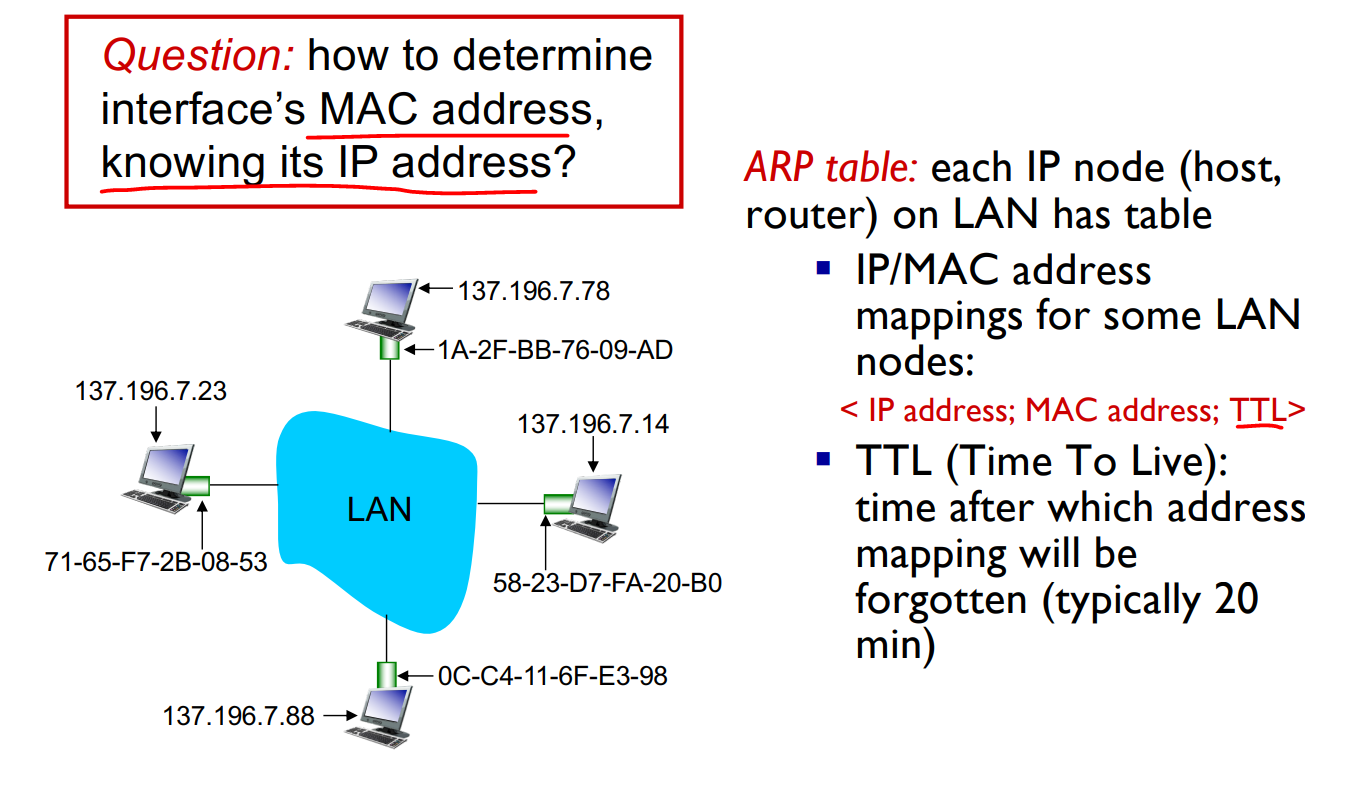 Question: how to determine
interface's MAC address,
knowing its IP address?
ARP table: each IP node (host,
router) on LAN has table
▪ IP/MAC address
mappings for some LAN
nodes:
< IP address; MAC address; TTL>
▪ TTL (Time To Live):
time after which address
mapping will be
forgotten (typically 20
min)
137.196.7.78
1A-2F-BB-76-09-AD
137.196.7.23
137.196.7.14
LAN
71-65-F7-2B-08-53
58-23-D7-FA-20-B0
0C-C4-11-6F-E3-98
137.196.7.88